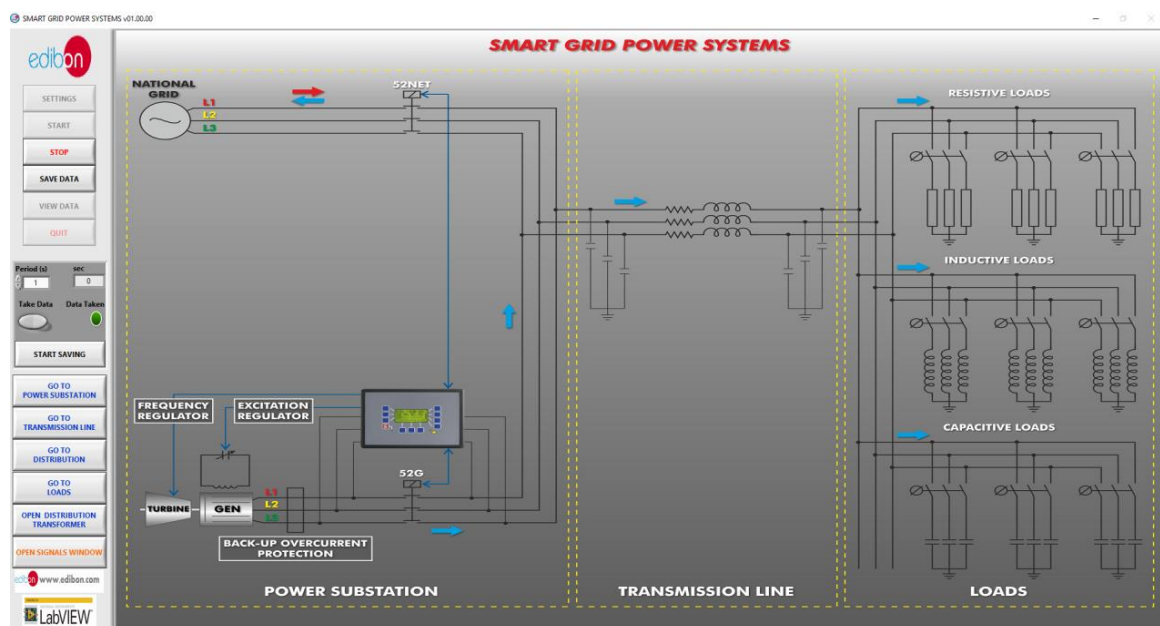 SMART GRID POWER SYSTEMS v01.00.00
edibon
SETTINGS
START
STOP
SAVE DATA
VIEW DATA
QUIT
Period (s) sec
1 0
Take Data Data Taken
START SAVING
GO TO
POWER SUBSTATION
GO TO
TRANSMISSION LINE
GO TO
DISTRIBUTION
GO TO
LOADS
OPEN DISTRIBUTION
TRANSFORMER
OPEN SIGNALS WINDOW
edibon www.edibon.com
LabVIEW
SMART GRID POWER SYSTEMS
NATIONAL
GRID
L1
L2
L3
52NET
FREQUENCY
REGULATOR
EXCITATION
REGULATOR
52G
TURBINE
GEN
L1
L2
L3
BACK-UP OVERCURRENT
PROTECTION
POWER SUBSTATION
TRANSMISSION LINE
RESISTIVE LOADS
INDUCTIVE LOADS
CAPACITIVE LOADS
LOADS